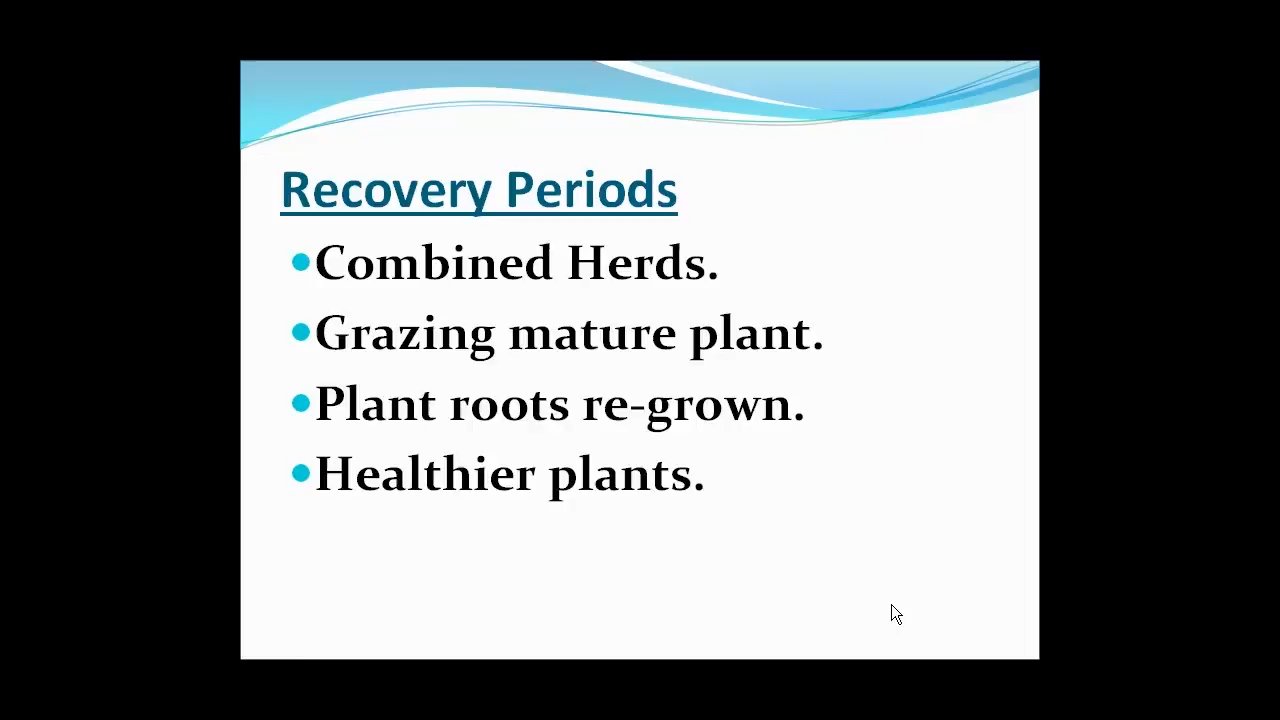 Recovery Periods
•Combined Herds.
•Grazing mature plant.
•Plant roots re-grown.
•Healthier plants.